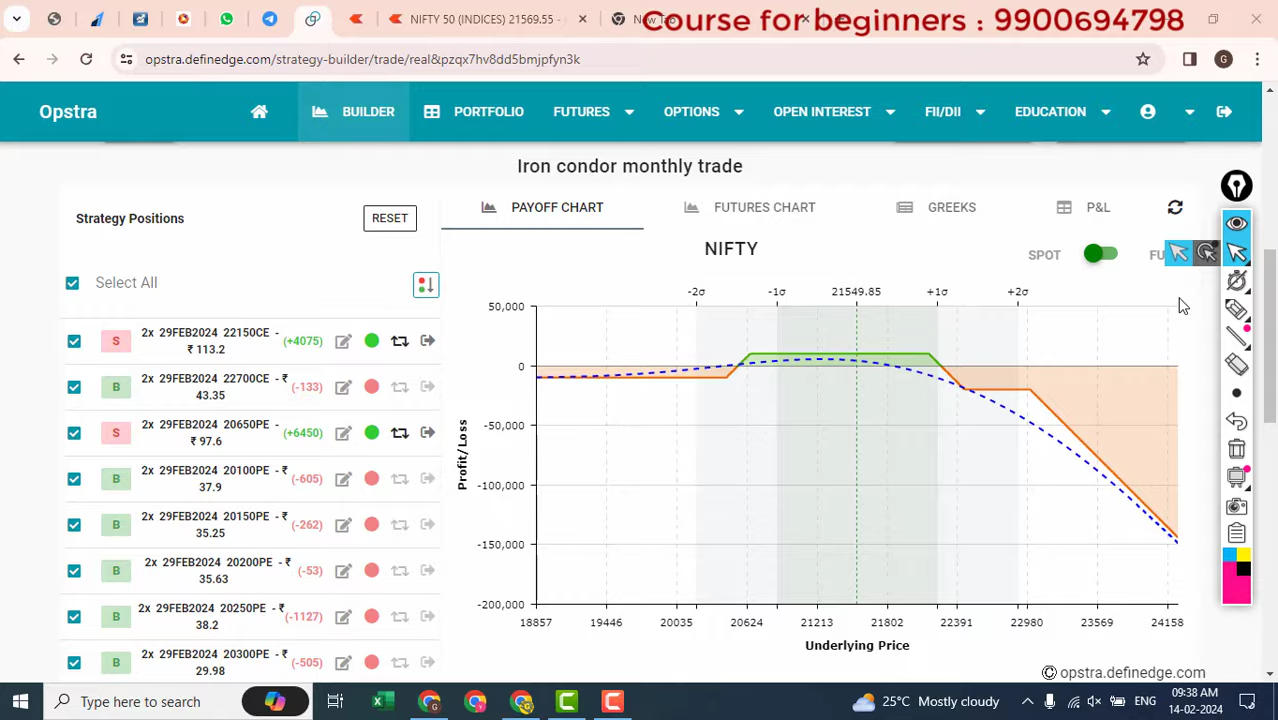 NIFTY 50 (INDICES) 21569.55 -
New Tab
Course for beginners : 9900694798
opstra.definedge.com/strategy-builder/trade/real&pzqx7hv8dd5bmjpfyn3k
G
Opstra
BUILDER
PORTFOLIO
FUTURES
OPTIONS
OPEN INTEREST
FII/DII
EDUCATION
Iron condor monthly trade
Strategy Positions
RESET
PAYOFF CHART
FUTURES CHART
GREEKS
P&L
NIFTY
SPOT
FU
Select All
-2σ
-1σ
21549.85
+1σ
+2σ
S
2x 29FEB2024 22150CE -
₹ 113.2
(+4075)
B
2x 29FEB2024 22700CE -
43.35
(-133)
S
2x 29FEB2024 20650PE -
₹ 97.6
(+6450)
B
2x 29FEB2024 20100PE - ₹
37.9
(-605)
B
2x 29FEB2024 20150PE - ₹
35.25
(-262)
B
2x 29FEB2024 20200PE - ₹
35.63
(-53)
B
2x 29FEB2024 20250PE - ₹
38.2
(-1127)
B
2x 29FEB2024 20300PE - ₹
29.98
(-505)
Profit/Loss
50,000
0
-50,000
-100,000
-150,000
-200,000
18857
19446
20035
20624
21213
21802
22391
22980
23569
24158
Underlying Price
© opstra.definedge.com
Type here to search
25°C Mostly cloudy
ENG
09:38 AM
14-02-2024